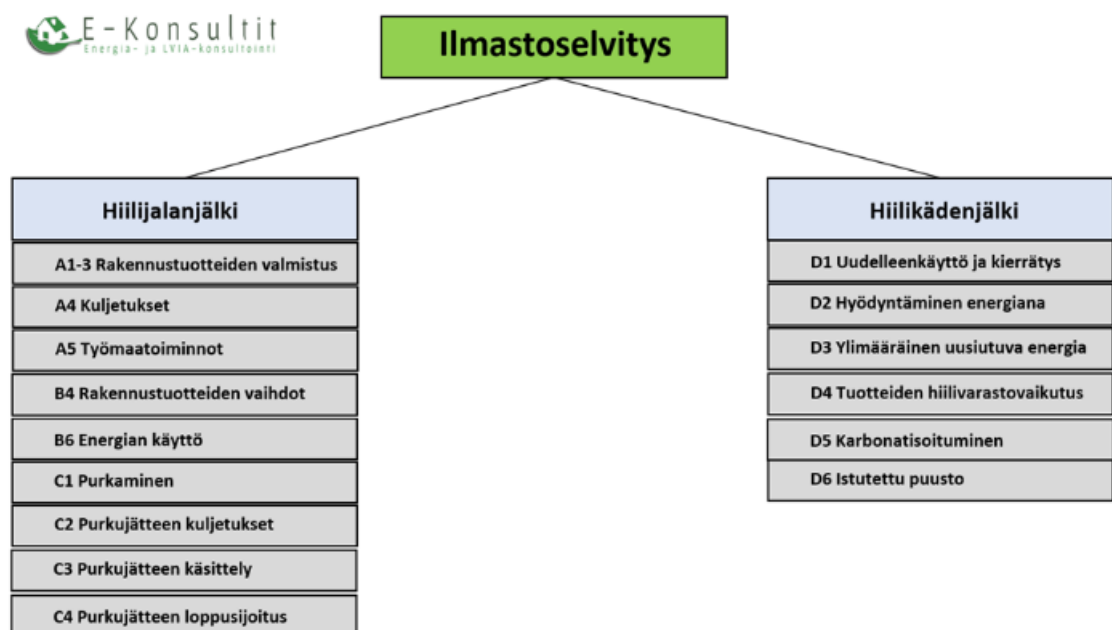 E-Konsultit
Energia- ja LVIA-konsultointi
Ilmastoselvitys
Hiilijalanjälki
A1-3 Rakennustuotteiden valmistus
A4 Kuljetukset
A5 Työmaatoiminnot
B4 Rakennustuotteiden vaihdot
B6 Energian käyttö
C1 Purkaminen
C2 Purkujätteen kuljetukset
C3 Purkujätteen käsittely
C4 Purkujätteen loppusijoitus
Hiilikädenjälki
D1 Uudelleenkäyttö ja kierrätys
D2 Hyödyntäminen energiana
D3 Ylimääräinen uusiutuva energia
D4 Tuotteiden hiilivarastovaikutus
D5 Karbonatisoituminen
D6 Istutettu puusto